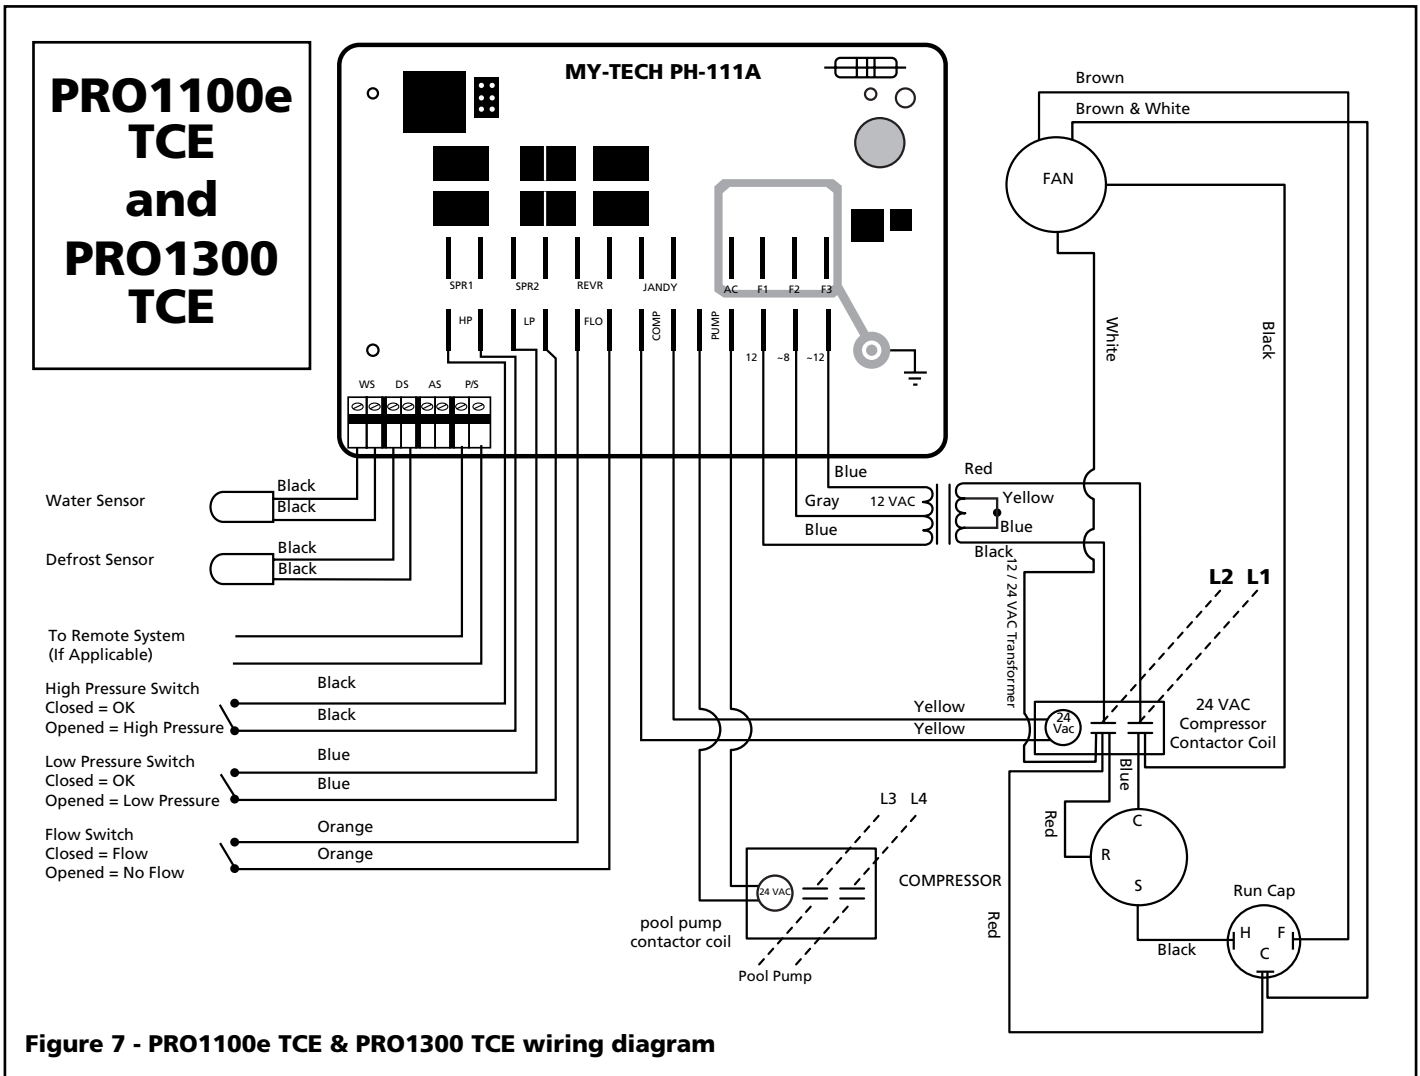 PRO1100e
TCE
and
PRO1300
TCE
MY-TECH PH-111A
SPR1
SPR2
REVR
JANDY
AC
F1
F2
F3
HP
LP
FLO
COMP
PUMP
12
~8
~12
WS
DS
AS
P/S
Brown
Brown & White
FAN
White
Black
Water Sensor
Black
Black
Defrost Sensor
Black
Black
To Remote System
(If Applicable)
High Pressure Switch
Closed = OK
Opened = High Pressure
Black
Black
Low Pressure Switch
Closed = OK
Opened = Low Pressure
Blue
Blue
Flow Switch
Closed = Flow
Opened = No Flow
Orange
Orange
Blue
Gray
12 VAC
Blue
Red
Yellow
Blue
Black
12 / 24 VAC Transformer
L2
L1
Yellow
Yellow
24
Vac
24 VAC
Compressor
Contactor Coil
Blue
Red
C
R
S
COMPRESSOR
Red
Black
Run Cap
H
F
C
L3
L4
24 VAC
pool pump
contactor coil
Pool Pump
Figure 7 - PRO1100e TCE & PRO1300 TCE wiring diagram